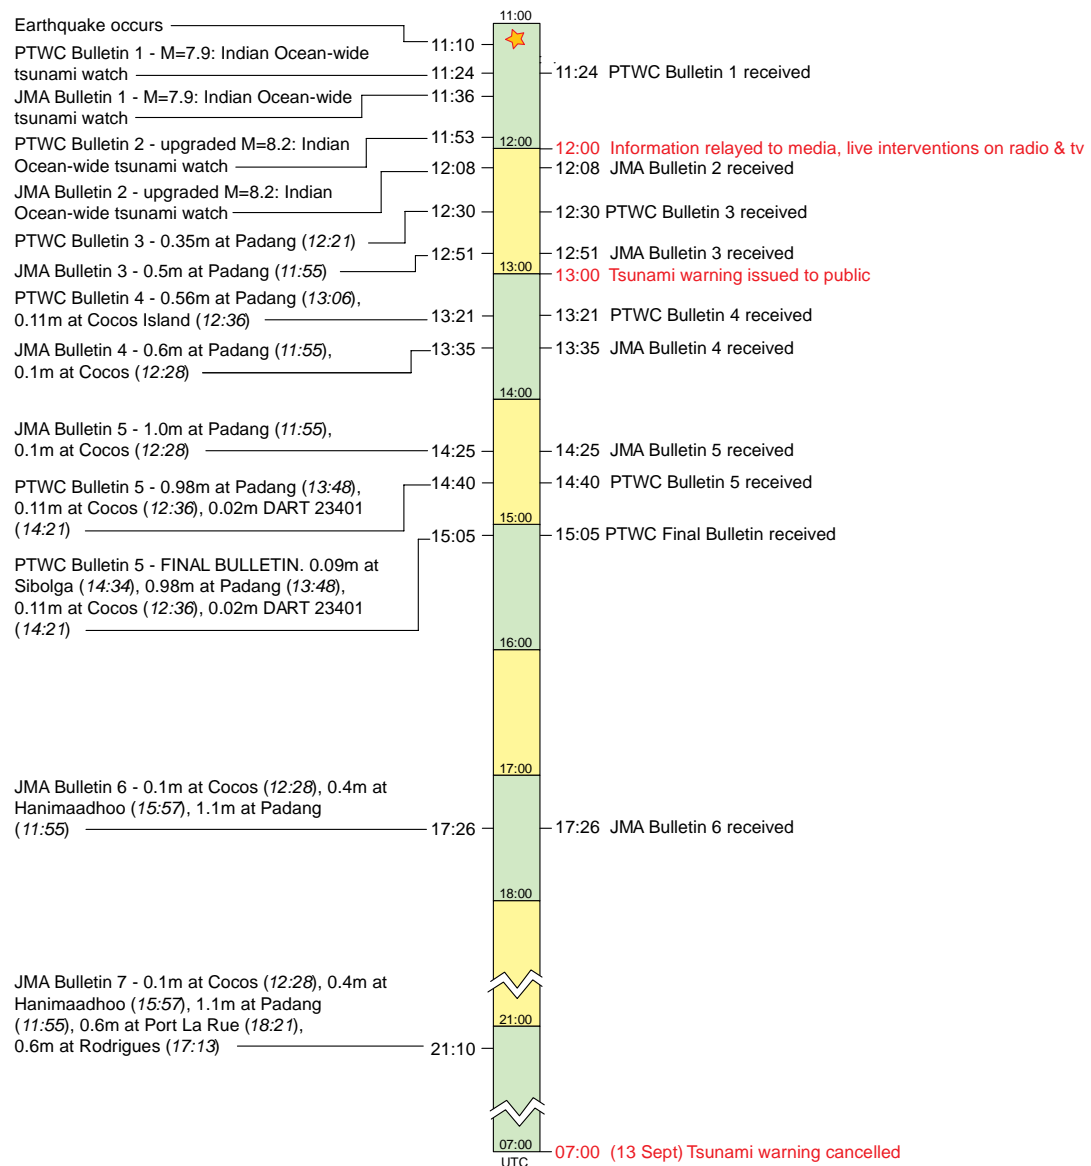 11:00
Earthquake occurs
11:10
PTWC Bulletin 1 - M=7.9: Indian Ocean-wide
tsunami watch
11:24
11:24 PTWC Bulletin 1 received
JMA Bulletin 1 - M=7.9: Indian Ocean-wide
tsunami watch
11:36
PTWC Bulletin 2 - upgraded M=8.2: Indian
Ocean-wide tsunami watch
11:53
12:00
12:00 Information relayed to media, live interventions on radio & tv
JMA Bulletin 2 - upgraded M=8.2: Indian
Ocean-wide tsunami watch
12:08
12:08 JMA Bulletin 2 received
PTWC Bulletin 3 - 0.35m at Padang (12:21)
12:30
12:30 PTWC Bulletin 3 received
JMA Bulletin 3 - 0.5m at Padang (11:55)
12:51
12:51 JMA Bulletin 3 received
13:00
13:00 Tsunami warning issued to public
PTWC Bulletin 4 - 0.56m at Padang (13:06),
0.11m at Cocos Island (12:36)
13:21
13:21 PTWC Bulletin 4 received
JMA Bulletin 4 - 0.6m at Padang (11:55),
0.1m at Cocos (12:28)
13:35
13:35 JMA Bulletin 4 received
14:00
JMA Bulletin 5 - 1.0m at Padang (11:55),
0.1m at Cocos (12:28)
14:25
14:25 JMA Bulletin 5 received
PTWC Bulletin 5 - 0.98m at Padang (13:48),
0.11m at Cocos (12:36), 0.02m DART 23401
(14:21)
14:40
14:40 PTWC Bulletin 5 received
15:00
PTWC Bulletin 5 - FINAL BULLETIN. 0.09m at
Sibolga (14:34), 0.98m at Padang (13:48),
0.11m at Cocos (12:36), 0.02m DART 23401
(14:21)
15:05
15:05 PTWC Final Bulletin received
16:00
17:00
JMA Bulletin 6 - 0.1m at Cocos (12:28), 0.4m at
Hanimaadhoo (15:57), 1.1m at Padang
(11:55)
17:26
17:26 JMA Bulletin 6 received
18:00
JMA Bulletin 7 - 0.1m at Cocos (12:28), 0.4m at
Hanimaadhoo (15:57), 1.1m at Padang
(11:55), 0.6m at Port La Rue (18:21),
0.6m at Rodrigues (17:13)
21:00
21:10
07:00
UTC
07:00 (13 Sept) Tsunami warning cancelled